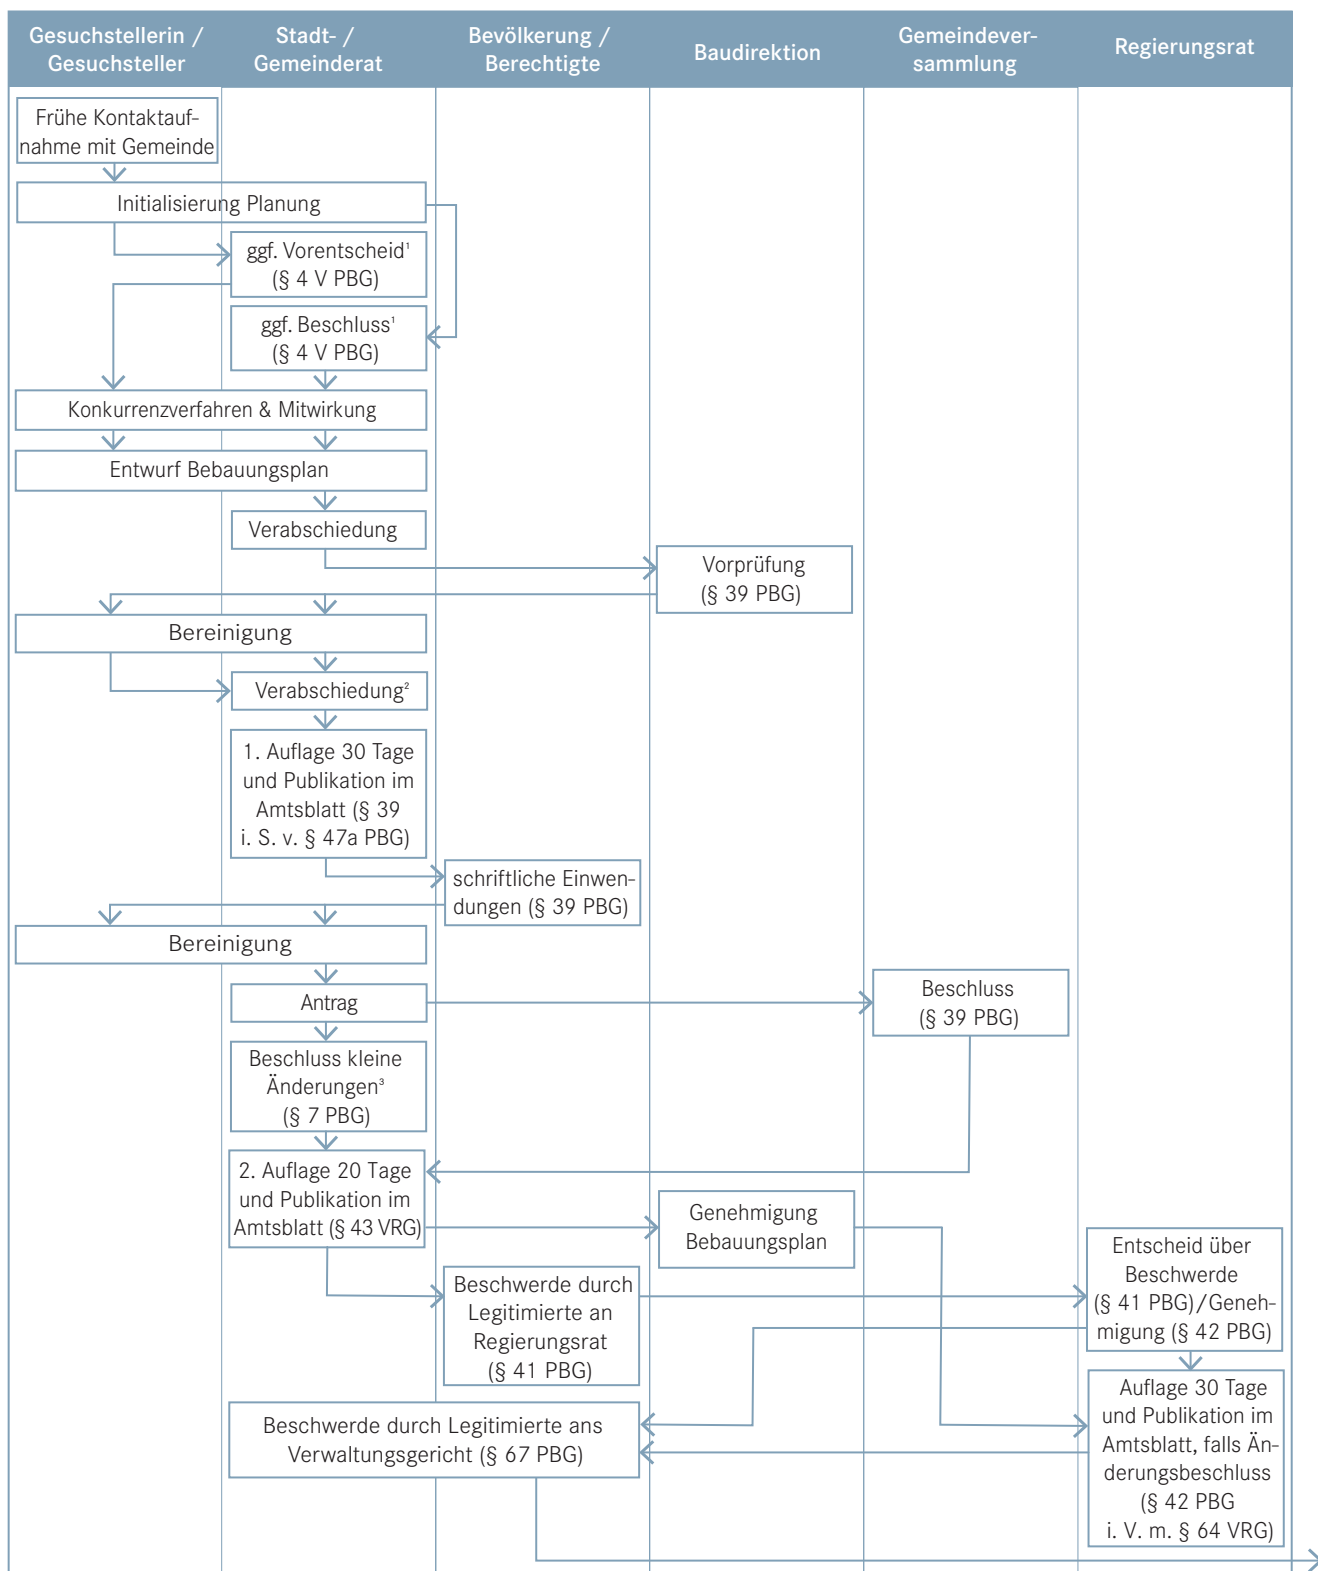 Gesuchstellerin /
Gesuchsteller
Stadt- /
Gemeinderat
Bevölkerung /
Berechtigte
Baudirektion
Gemeindever-
sammlung
Regierungsrat
Frühe Kontaktauf-
nahme mit Gemeinde
Initialisierung Planung
ggf. Vorentscheid¹
(§ 4 V PBG)
ggf. Beschluss¹
(§ 4 V PBG)
Konkurrenzverfahren & Mitwirkung
Entwurf Bebauungsplan
Verabschiedung
Vorprüfung
(§ 39 PBG)
Bereinigung
Verabschiedung²
1. Auflage 30 Tage
und Publikation im
Amtsblatt (§ 39
i. S. v. § 47a PBG)
schriftliche Einwen-
dungen (§ 39 PBG)
Bereinigung
Antrag
Beschluss
(§ 39 PBG)
Beschluss kleine
Änderungen³
(§ 7 PBG)
2. Auflage 20 Tage
und Publikation im
Amtsblatt (§ 43 VRG)
Genehmigung
Bebauungsplan
Entscheid über
Beschwerde
(§ 41 PBG)/Geneh-
migung (§ 42 PBG)
Beschwerde durch
Legitimierte an
Regierungsrat
(§ 41 PBG)
Auflage 30 Tage
und Publikation im
Amtsblatt, falls Än-
derungsbeschluss
(§ 42 PBG
i. V. m. § 64 VRG)
Beschwerde durch Legitimierte ans
Verwaltungsgericht (§ 67 PBG)